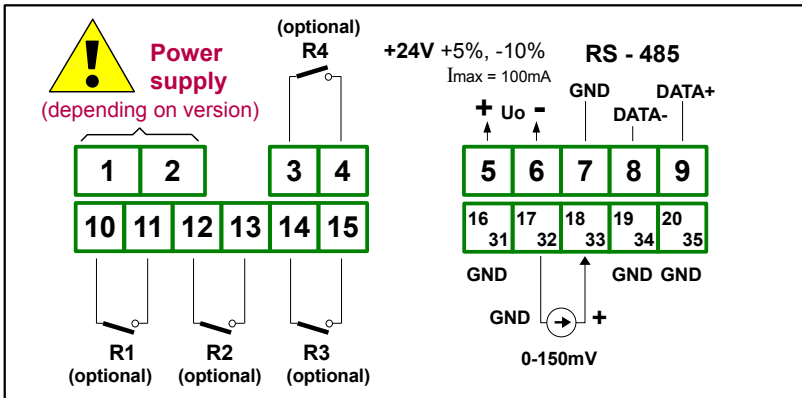 !
Power
supply
(depending on version)
(optional)
R4
+24V +5%, -10%
Imax = 100mA
RS - 485
GND
DATA-
DATA+
+ Uo -
1 2 3 4 5 6 7 8 9
10 11 12 13 14 15
16 17 18 19 20
31 32 33 34 35
GND GND GND
GND +
0-150mV
R1 R2 R3
(optional) (optional) (optional)